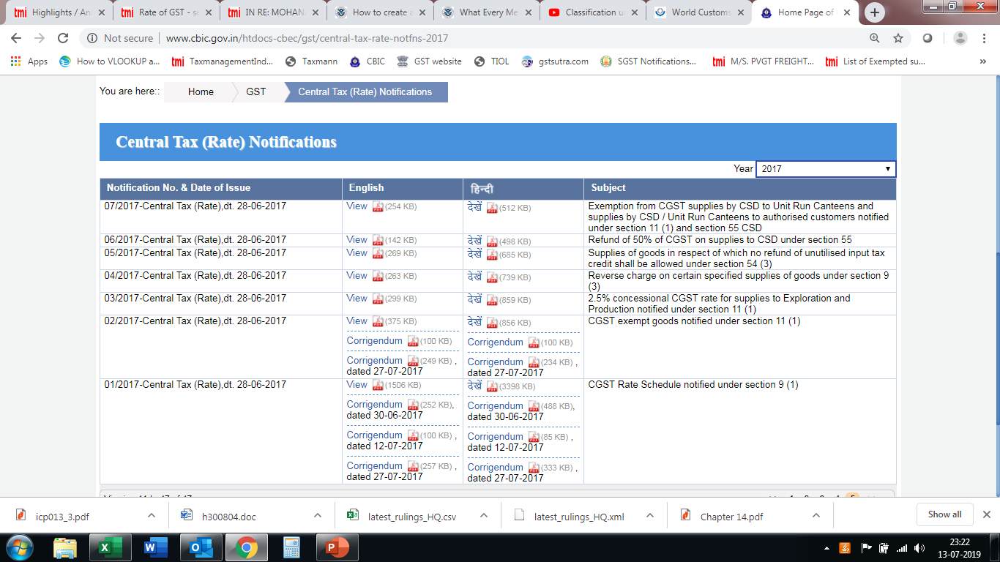 Highlights / An
Rate of GST - s
IN RE: MOHAN
How to create a
What Every Me
Classification u
World Customs
Home Page of
Not secure | www.cbic.gov.in/htdocs-cbec/gst/central-tax-rate-notfns-2017
Apps
How to VLOOKUP a...
TaxmanagementInd...
Taxmann
CBIC
GST website
TIOL
gstsutra.com
SGST Notifications...
M/S. PVGT FREIGHT...
List of Exempted su...
»
You are here:: Home GST Central Tax (Rate) Notifications
Central Tax (Rate) Notifications
Year 2017
Notification No. & Date of Issue English हिन्दी Subject
07/2017-Central Tax (Rate),dt. 28-06-2017 View (254 KB) देखें (512 KB) Exemption from CGST supplies by CSD to Unit Run Canteens and
supplies by CSD / Unit Run Canteens to authorised customers notified
under section 11 (1) and section 55 CSD
06/2017-Central Tax (Rate),dt. 28-06-2017 View (142 KB) देखें (498 KB) Refund of 50% of CGST on supplies to CSD under section 55
05/2017-Central Tax (Rate),dt. 28-06-2017 View (269 KB) देखें (685 KB) Supplies of goods in respect of which no refund of unutilised input tax
credit shall be allowed under section 54 (3)
04/2017-Central Tax (Rate),dt. 28-06-2017 View (263 KB) देखें (739 KB) Reverse charge on certain specified supplies of goods under section 9
(3)
03/2017-Central Tax (Rate),dt. 28-06-2017 View (299 KB) देखें (859 KB) 2.5% concessional CGST rate for supplies to Exploration and
Production notified under section 11 (1)
02/2017-Central Tax (Rate),dt. 28-06-2017 View (375 KB) देखें (856 KB) CGST exempt goods notified under section 11 (1)
Corrigendum (100 KB) Corrigendum (100 KB)
Corrigendum (249 KB) , Corrigendum (234 KB) ,
dated 27-07-2017 dated 27-07-2017
01/2017-Central Tax (Rate),dt. 28-06-2017 View (1506 KB) देखें (3398 KB) CGST Rate Schedule notified under section 9 (1)
Corrigendum (252 KB), Corrigendum (488 KB),
dated 30-06-2017 dated 30-06-2017
Corrigendum (100 KB) , Corrigendum (85 KB) ,
dated 12-07-2017 dated 12-07-2017
Corrigendum (257 KB) , Corrigendum (333 KB) ,
dated 27-07-2017 dated 27-07-2017
icp013_3.pdf
h300804.doc
latest_rulings_HQ.csv
latest_rulings_HQ.xml
Chapter 14.pdf
Show all
23:22
13-07-2019